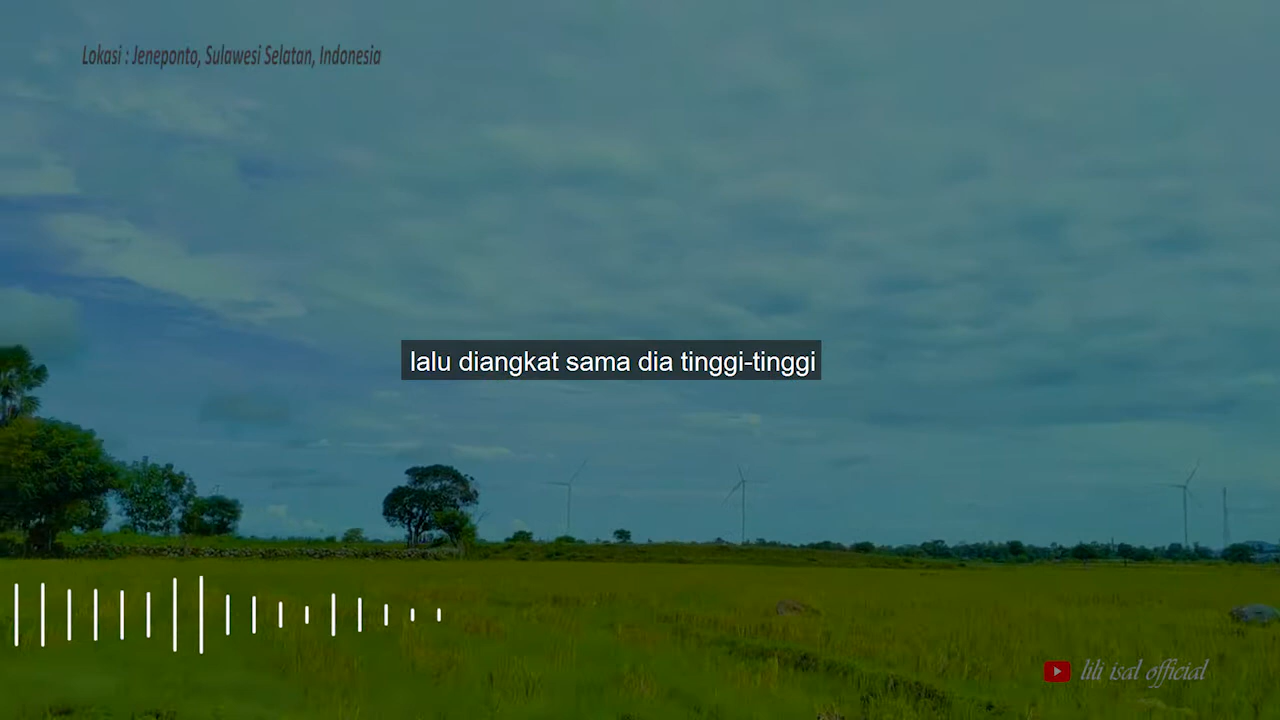 Lokasi : Jeneponto, Sulawesi Selatan, Indonesia
lalu diangkat sama dia tinggi-tinggi
lili isal official